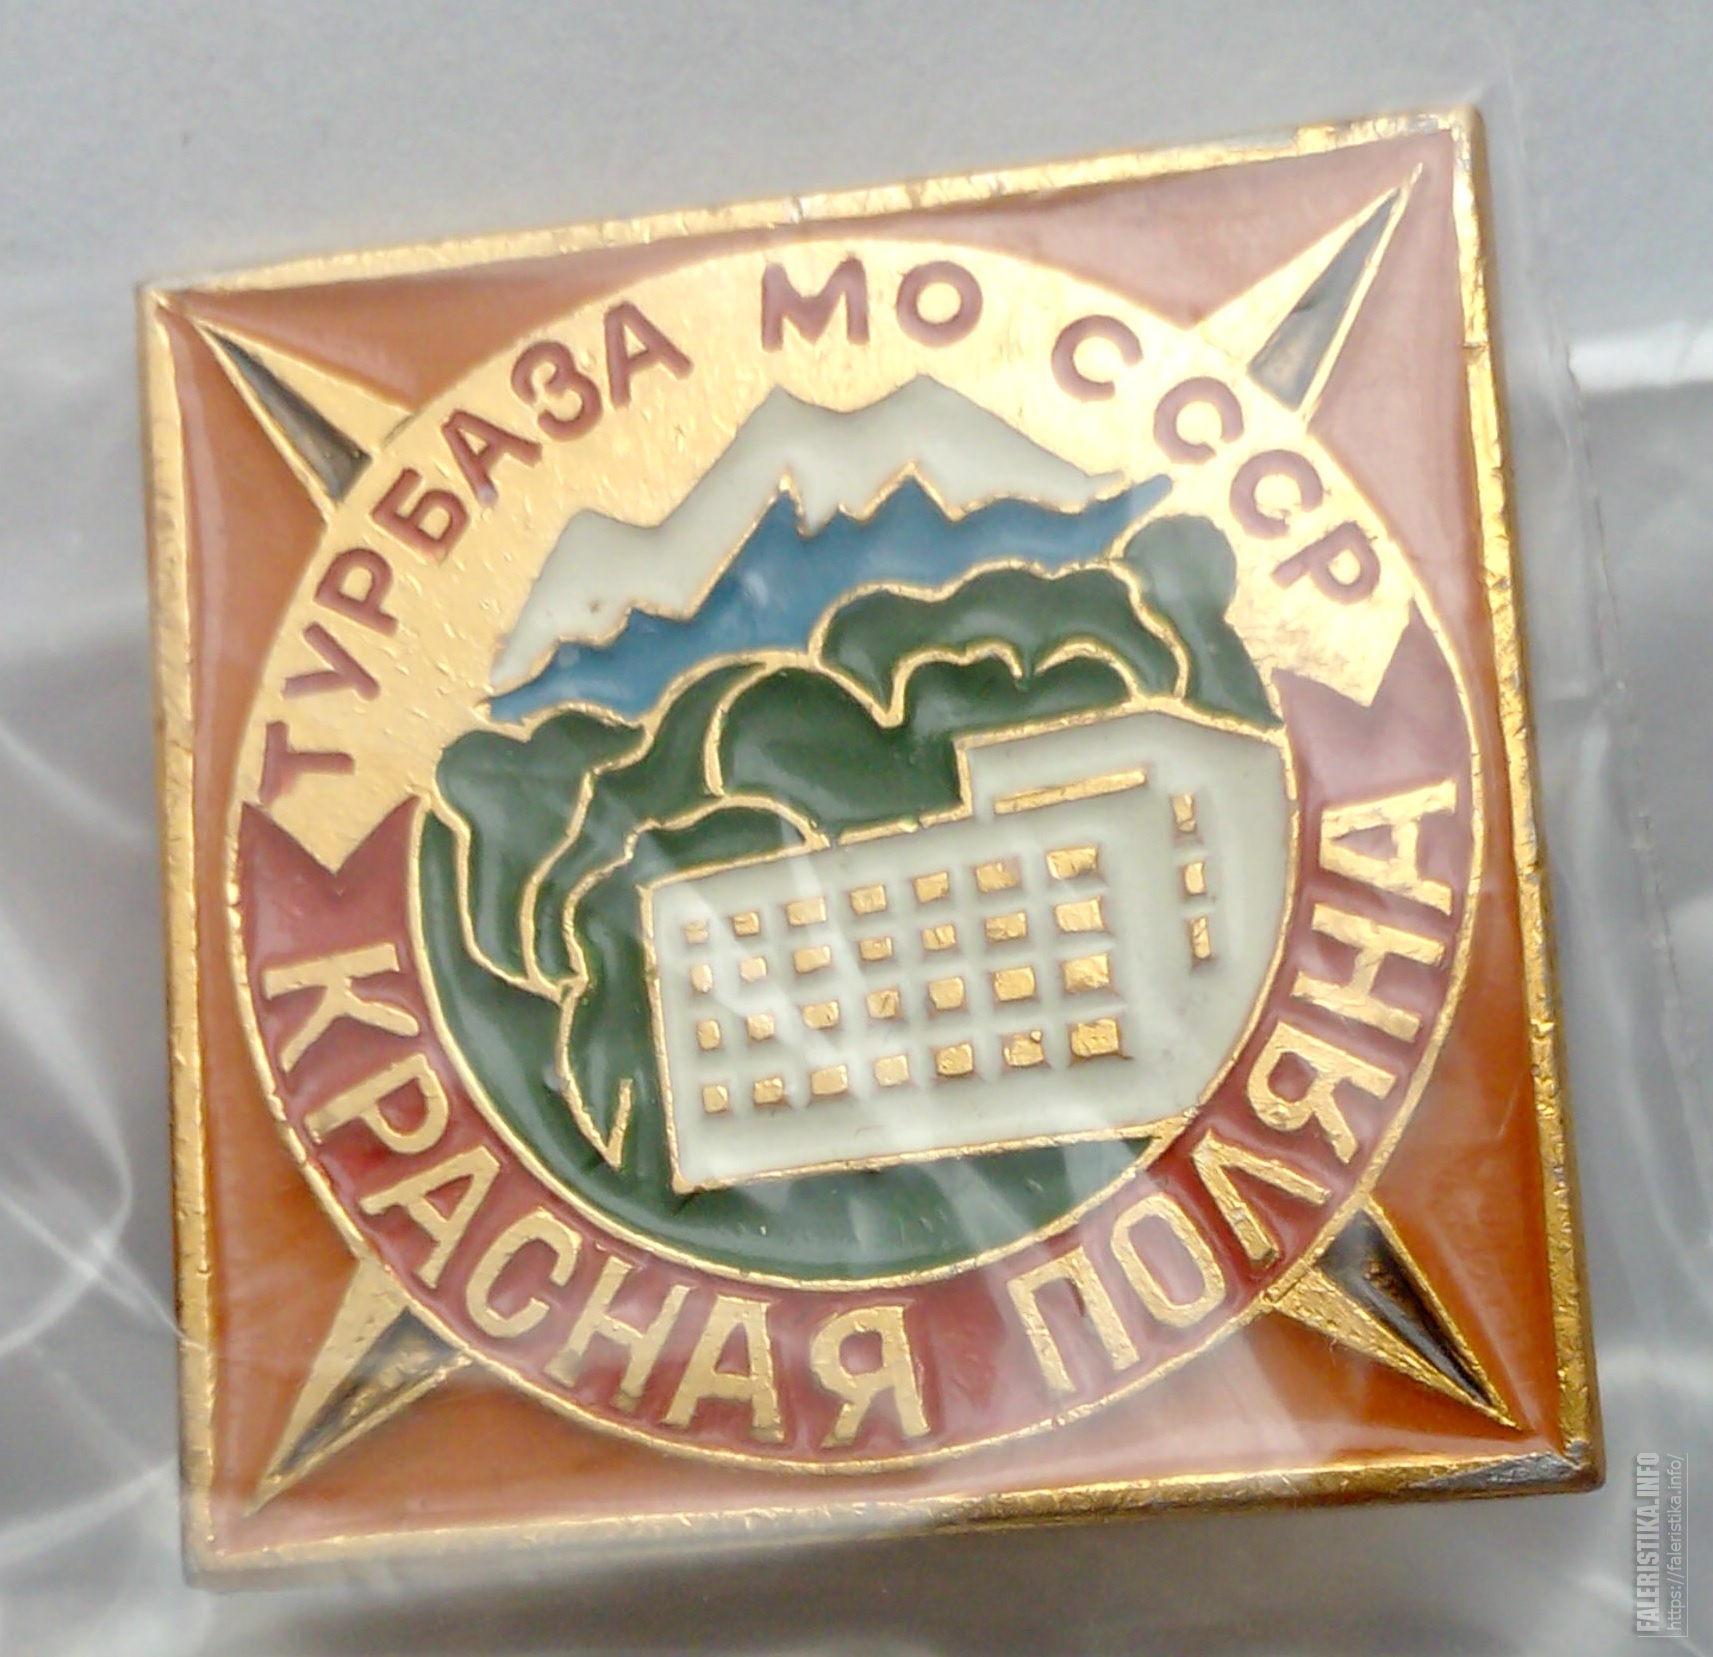 ТУРБАЗА МО СССР
КРАСНАЯ ПОЛЯНА
FALERISTIKA.INFO
https://faleristika.info/